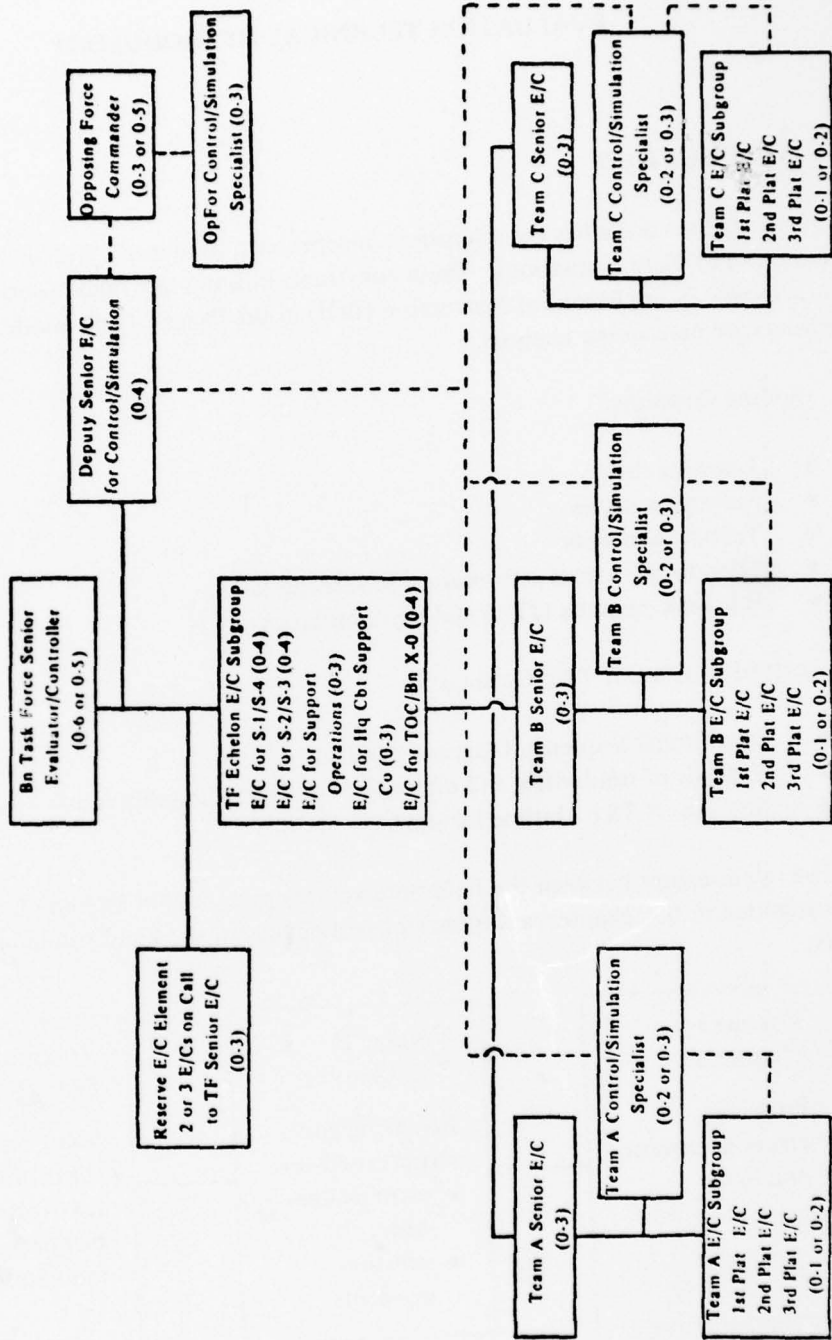 Bn Task Force Senior
Evaluator/Controller
(0-6 or 0-5)
Reserve E/C Element
2 or 3 E/Cs on Call
to TF Senior E/C
(0-3)
Deputy Senior E/C
for Control/Simulation
(0-4)
Opposing Force
Commander
(0-3 or 0-5)
OpFor Control/Simulation
Specialist (0-3)
TF Echelon E/C Subgroup
E/C for S-1/S-4 (0-4)
E/C for S-2/S-3 (0-4)
E/C for Support
Operations (0-3)
E/C for Hq Cbt Support
Co (0-3)
E/C for TOC/Bn X-0 (0-4)
Team A Senior E/C
(0-3)
Team A Control/Simulation
Specialist
(0-2 or 0-3)
Team A E/C Subgroup
1st Plat E/C
2nd Plat E/C
3rd Plat E/C
(0-1 or 0-2)
Team B Senior E/C
(0-3)
Team B Control/Simulation
Specialist
(0-2 or 0-3)
Team B E/C Subgroup
1st Plat E/C
2nd Plat E/C
3rd Plat E/C
(0-1 or 0-2)
Team C Senior E/C
(0-3)
Team C Control/Simulation
Specialist
(0-2 or 0-3)
Team C E/C Subgroup
1st Plat E/C
2nd Plat E/C
3rd Plat E/C
(0-1 or 0-2)